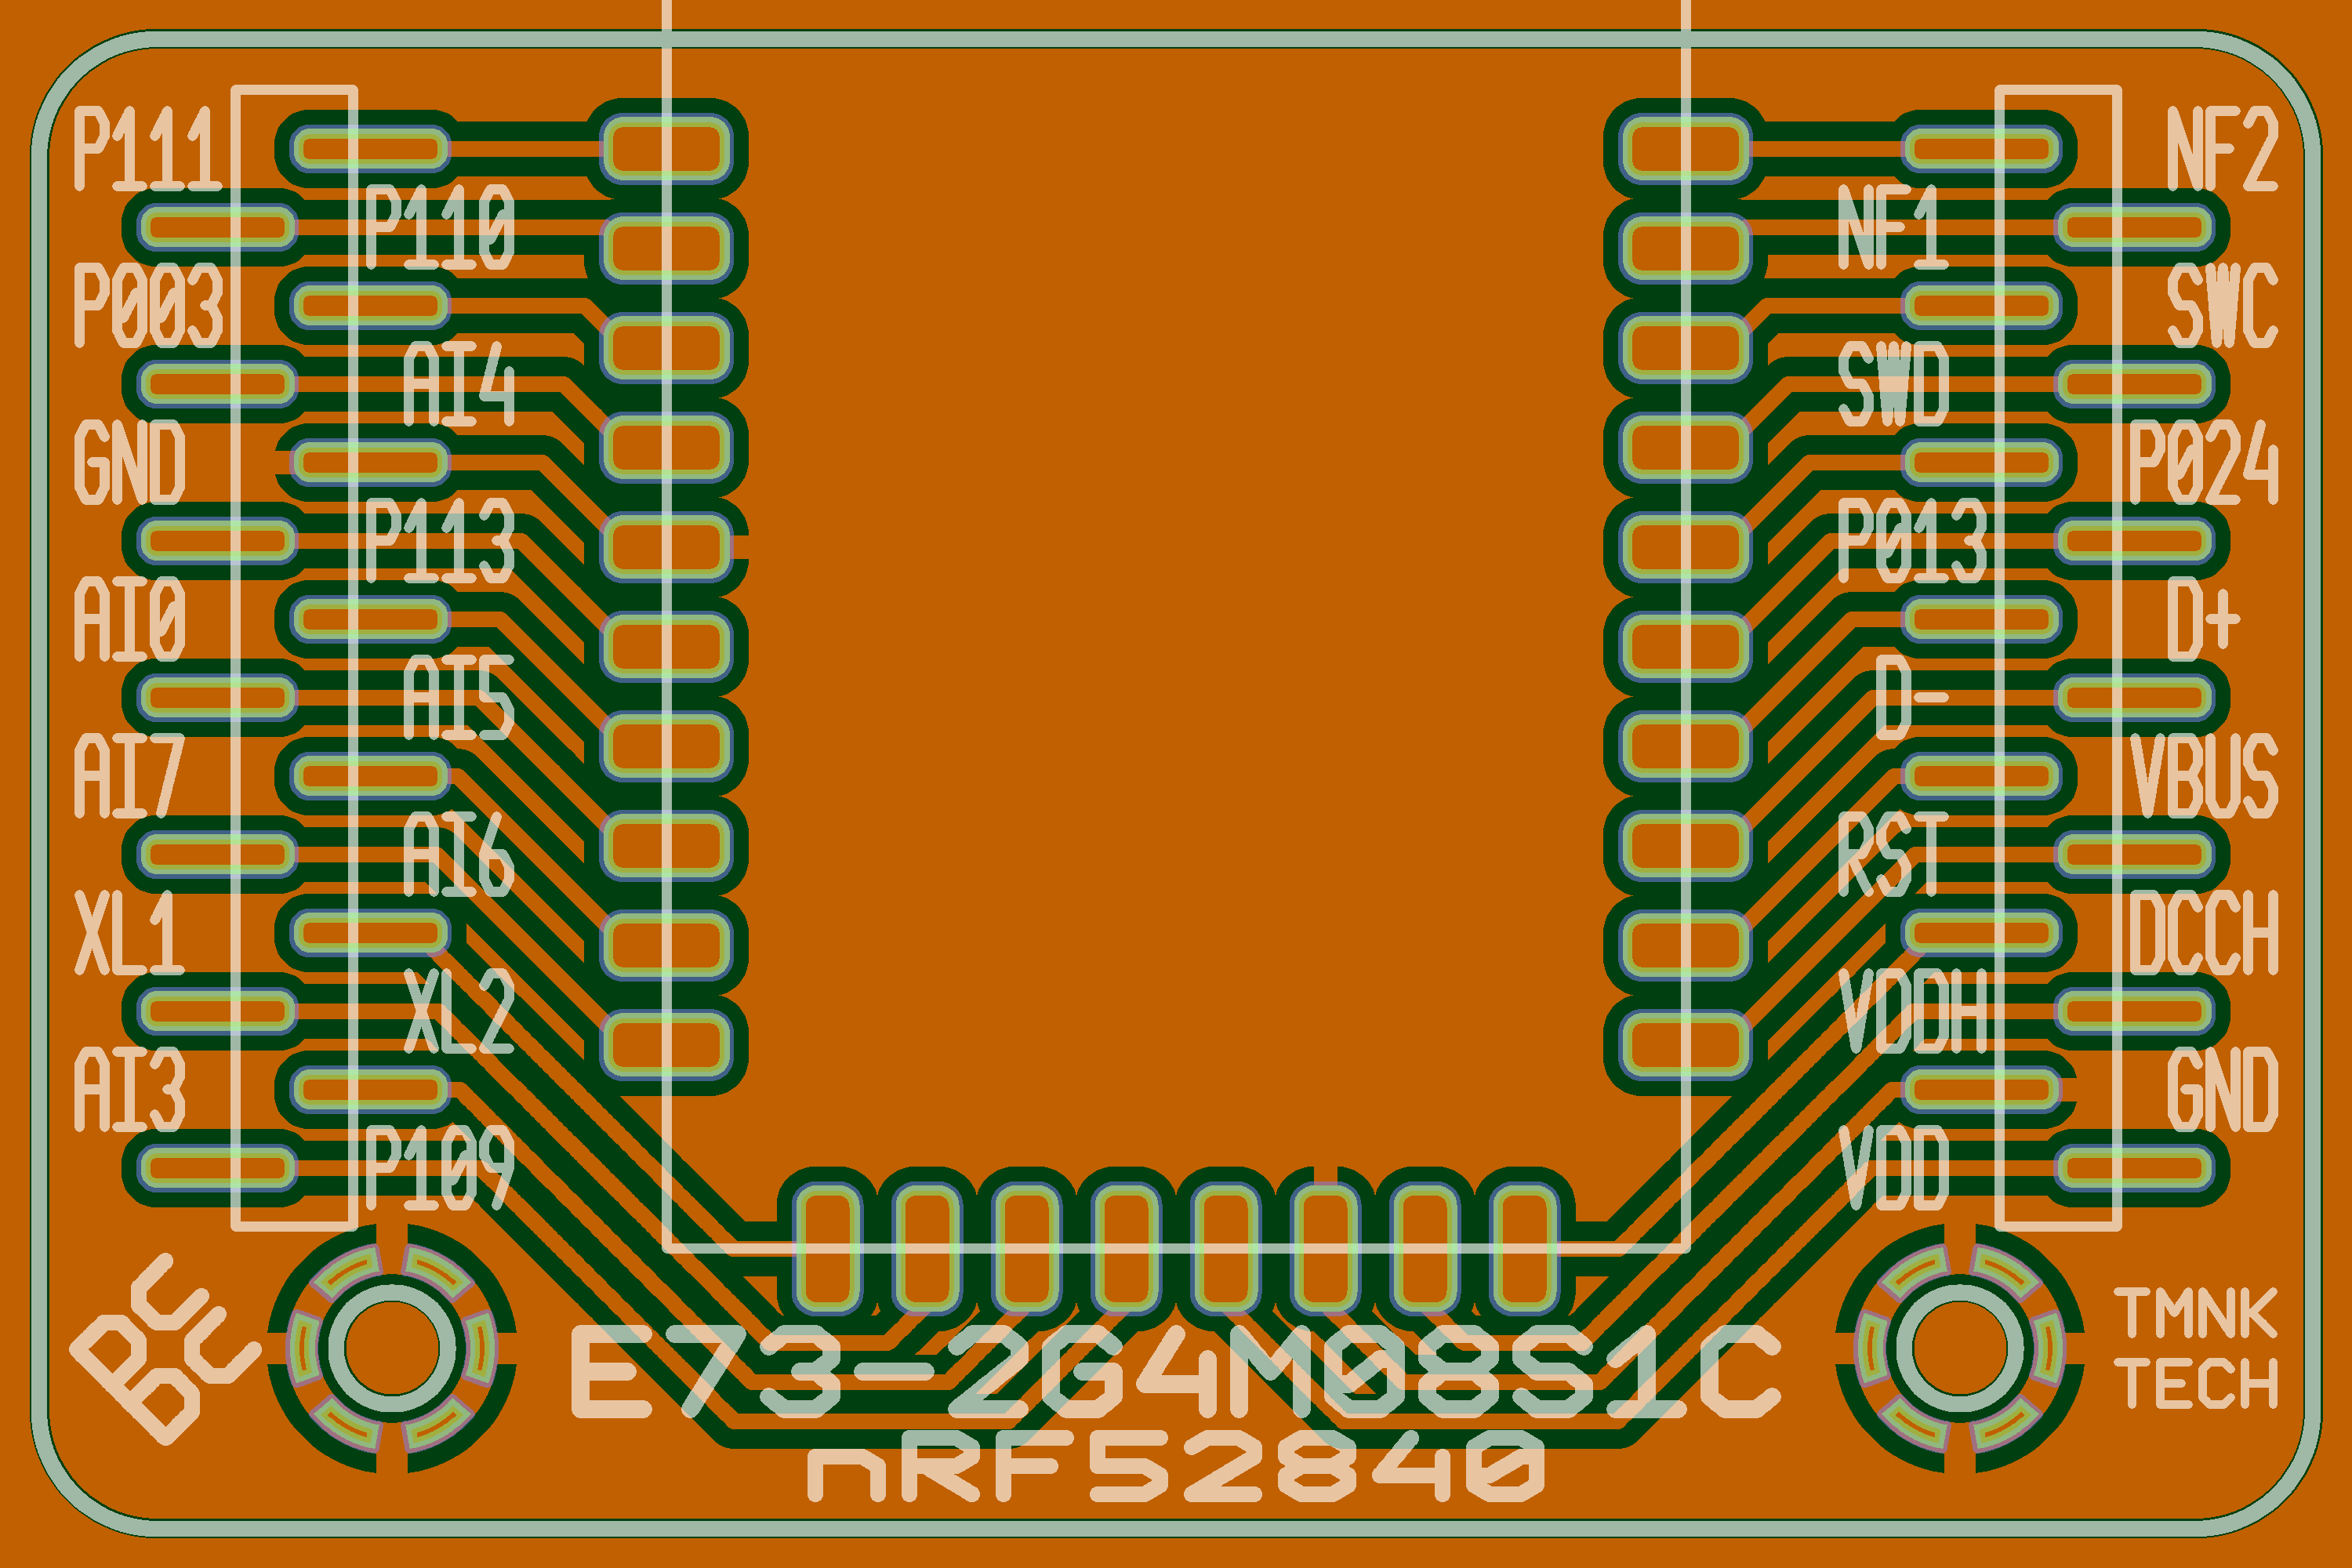 P111
P110
P003
AI4
GND
P113
AI0
AI5
AI7
AI6
XL1
XL2
AI3
P109
NF2
NF1
SWC
SWD
P024
P013
D+
D-
VBUS
RST
DCCH
VDDH
GND
VDD
E73-2G4M08S1C
nRF52840
TMNK
TECH